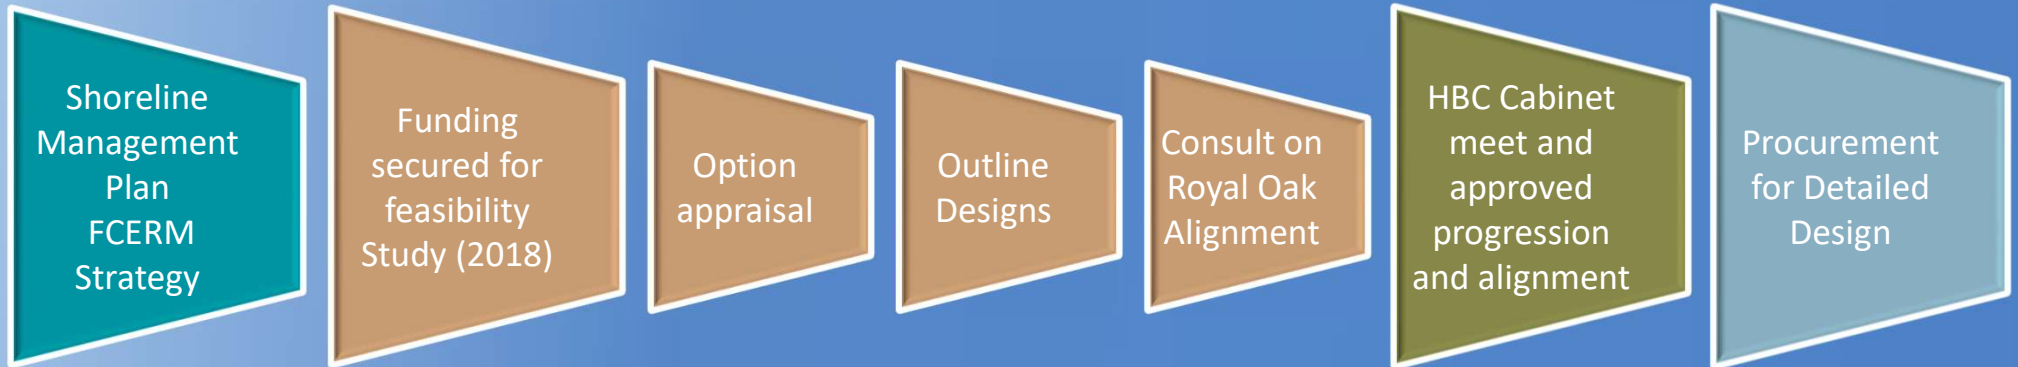 Shoreline
Management
Plan
FCERM
Strategy
Funding
secured for
feasibility
Study (2018)
Option
appraisal
Outline
Designs
Consult on
Royal Oak
Alignment
HBC Cabinet
meet and
approved
progression
and alignment
Procurement
for Detailed
Design